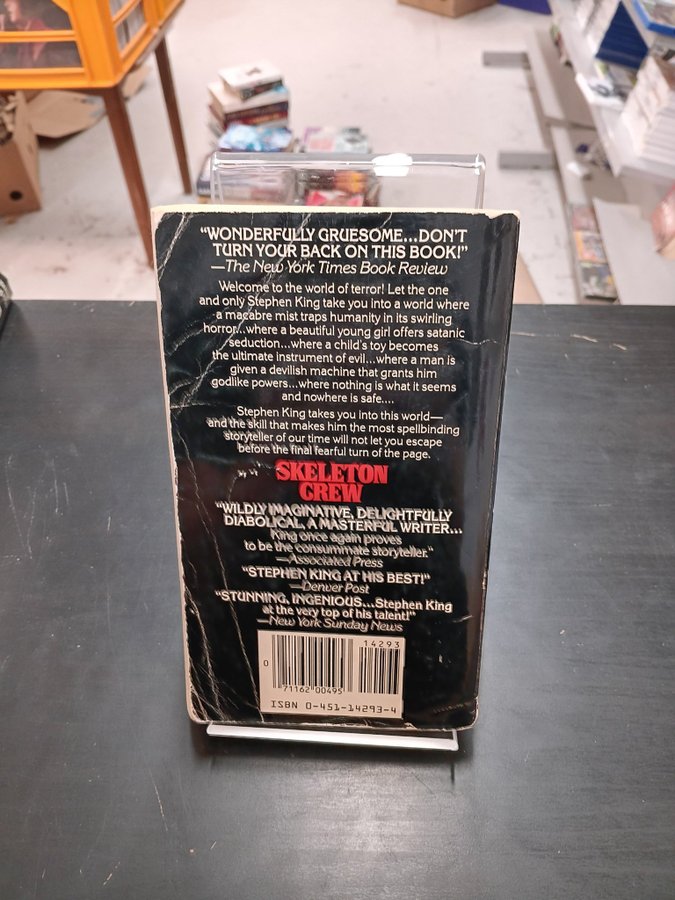 “WONDERFULLY GRUESOME...DON'T
TURN YOUR BACK ON THIS BOOK!”
—The New York Times Book Review
Welcome to the world of terror! Let the one
and only Stephen King take you into a world where
a macabre mist traps humanity in its swirling
horror...where a beautiful young girl offers satanic
seduction...where a child's toy becomes
the ultimate instrument of evil...where a man is
given a devilish machine that grants him
godlike powers...where nothing is what it seems
and nowhere is safe....
Stephen King takes you into this world—
and the skill that makes him the most spellbinding
storyteller of our time will not let you escape
before the final fearful turn of the page.
SKELETON
CREW
“WILDLY IMAGINATIVE, DELIGHTFULLY
DIABOLICAL, A MASTERFUL WRITER...
King once again proves
to be the consummate storyteller.”
—Associated Press
“STEPHEN KING AT HIS BEST!”
—Denver Post
“STUNNING, INGENIOUS...Stephen King
at the very top of his talent!”
—New York Sunday News
14293
0
71162 00495
ISBN 0-451-14293-4